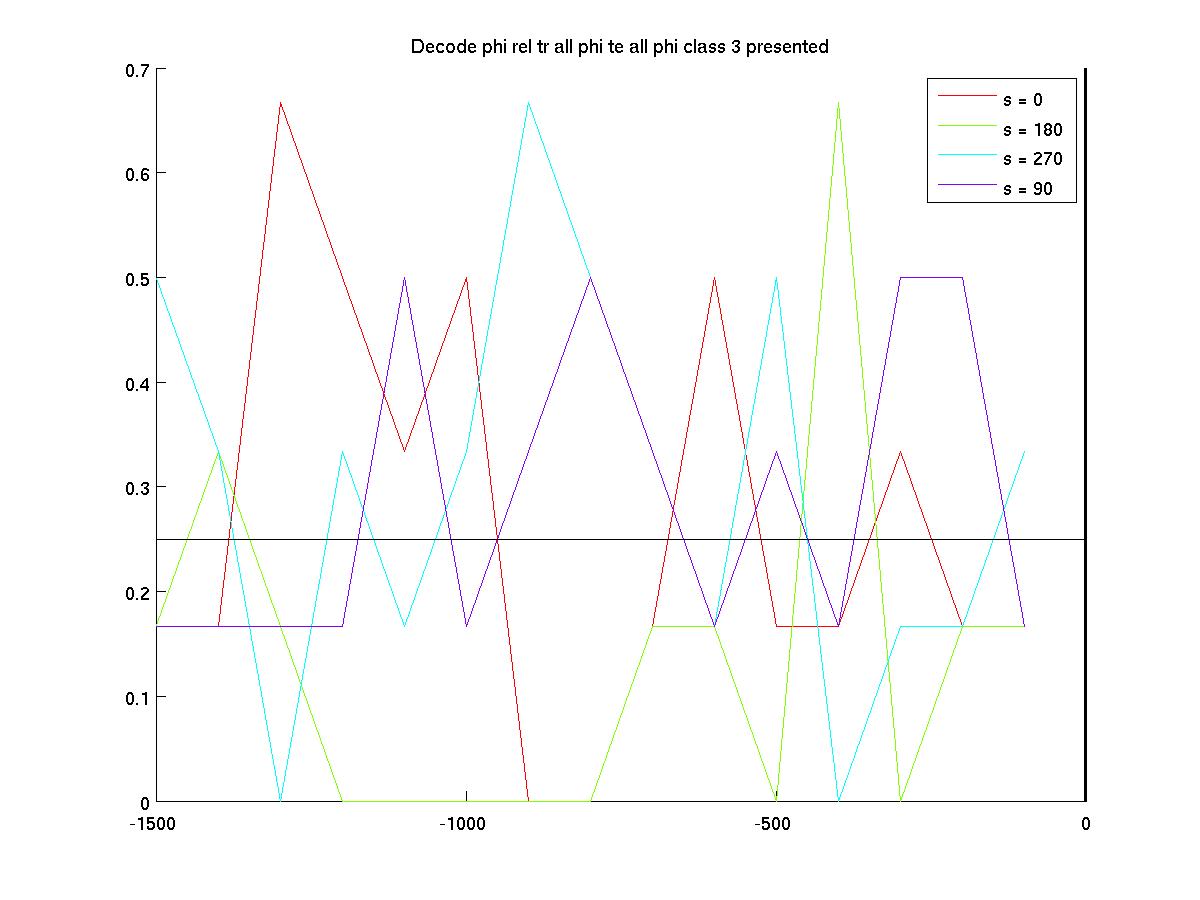 Decode phi rel tr all phi te all phi class 3 presented
0.7
s = 0
s = 180
s = 270
s = 90
0.6
0.5
0.4
0.3
0.2
0.1
0
-1500 -1000 -500 0